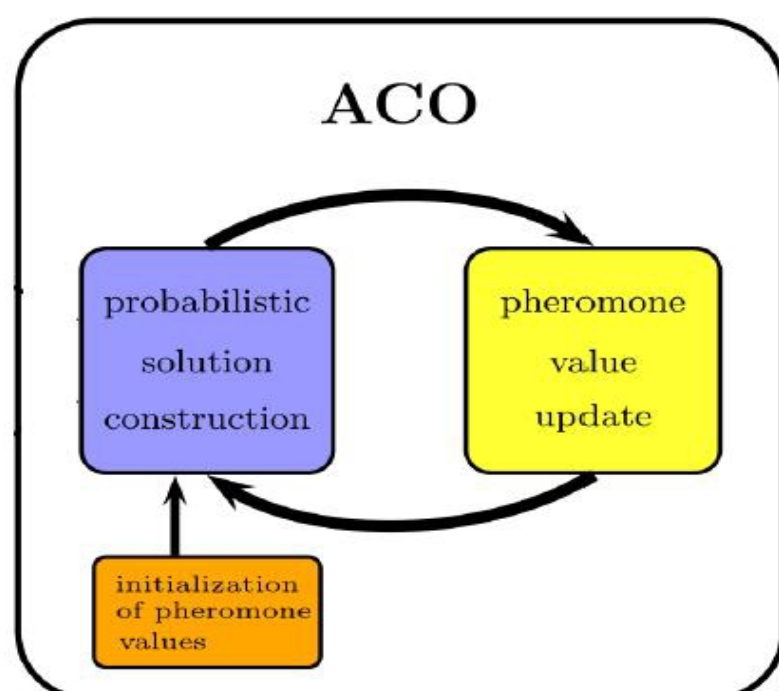 ACO
probabilistic
solution
construction
pheromone
value
update
initialization
of pheromone
values